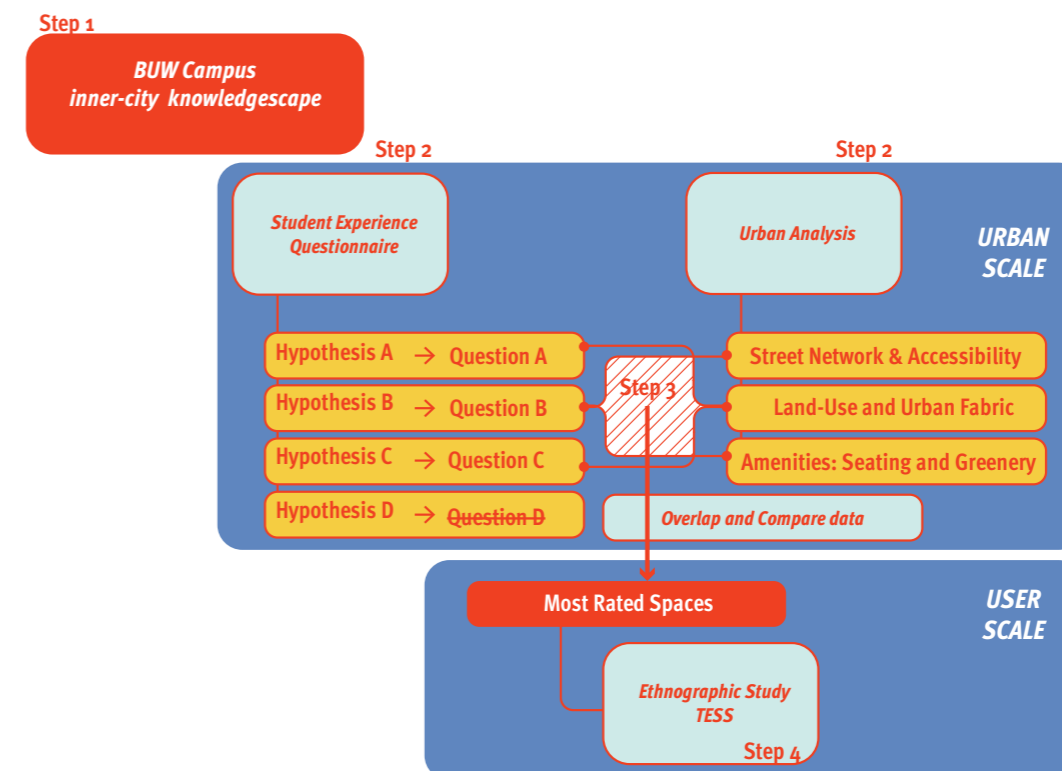 Step 1
BUW Campus
inner-city knowledgescape
Step 2
Step 2
Student Experience
Questionnaire
Urban Analysis
URBAN
SCALE
Hypothesis A → Question A
Street Network & Accessibility
Step 3
Hypothesis B → Question B
Land-Use and Urban Fabric
Hypothesis C → Question C
Amenities: Seating and Greenery
Hypothesis D → Question D
Overlap and Compare data
Most Rated Spaces
USER
SCALE
Ethnographic Study
TESS
Step 4